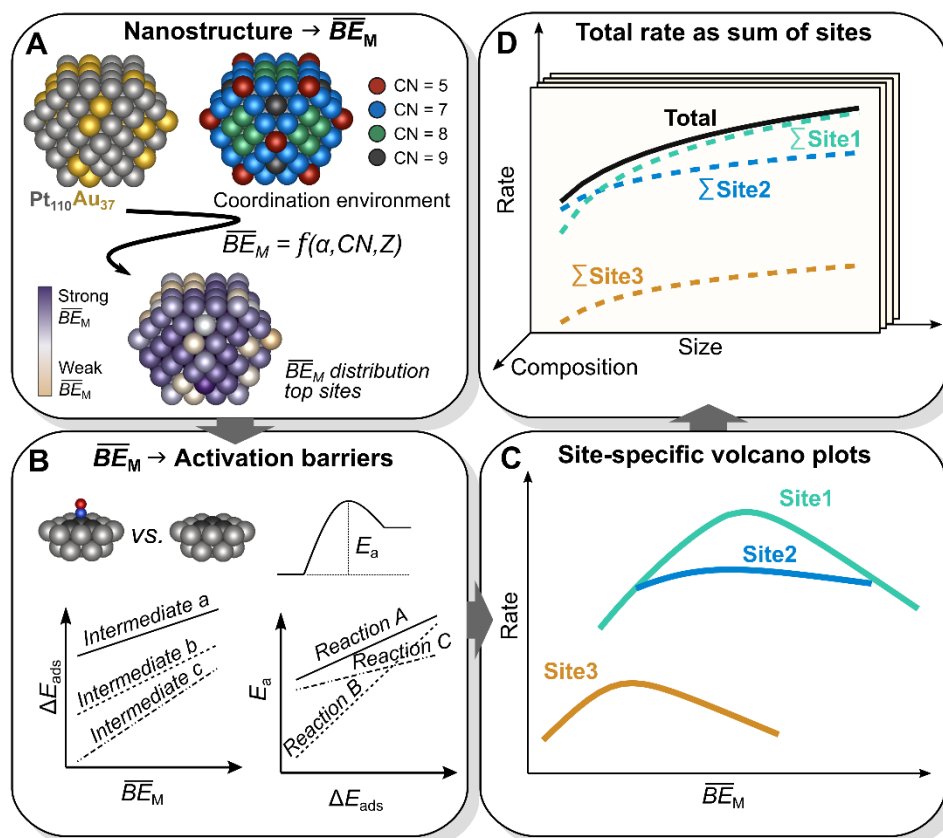 A
Nanostructure → B̅E̅M
CN = 5
CN = 7
CN = 8
CN = 9
Pt110Au37
Coordination environment
B̅E̅M = f(α,CN,Z)
Strong
B̅E̅M
Weak
B̅E̅M
B̅E̅M distribution
top sites
B
B̅E̅M → Activation barriers
vs.
Ea
Intermediate a
Intermediate b
Intermediate c
ΔEads
B̅E̅M
Reaction A
Reaction C
Reaction B
Ea
ΔEads
D
Total rate as sum of sites
Total
∑Site1
∑Site2
∑Site3
Rate
Size
Composition
C
Site-specific volcano plots
Site1
Site2
Site3
Rate
B̅E̅M